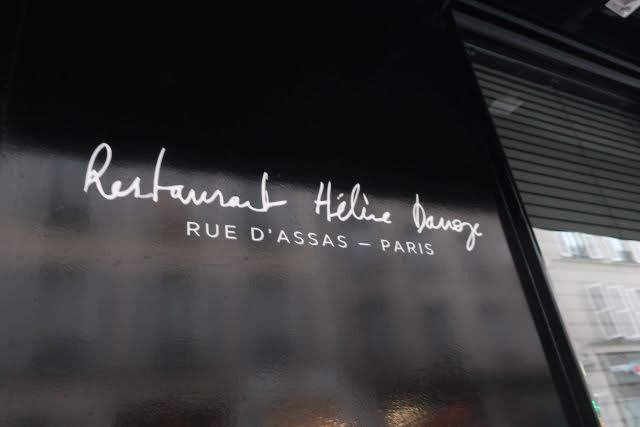 Restaurant Hélène Darroze
RUE D'ASSAS – PARIS